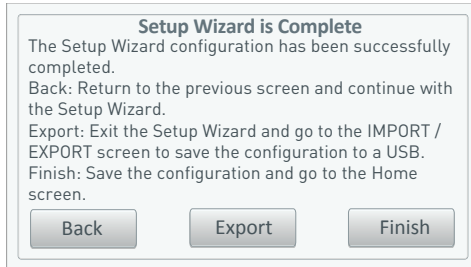 Setup Wizard is Complete
The Setup Wizard configuration has been successfully
completed.
Back: Return to the previous screen and continue with
the Setup Wizard.
Export: Exit the Setup Wizard and go to the IMPORT /
EXPORT screen to save the configuration to a USB.
Finish: Save the configuration and go to the Home
screen.
Back Export Finish